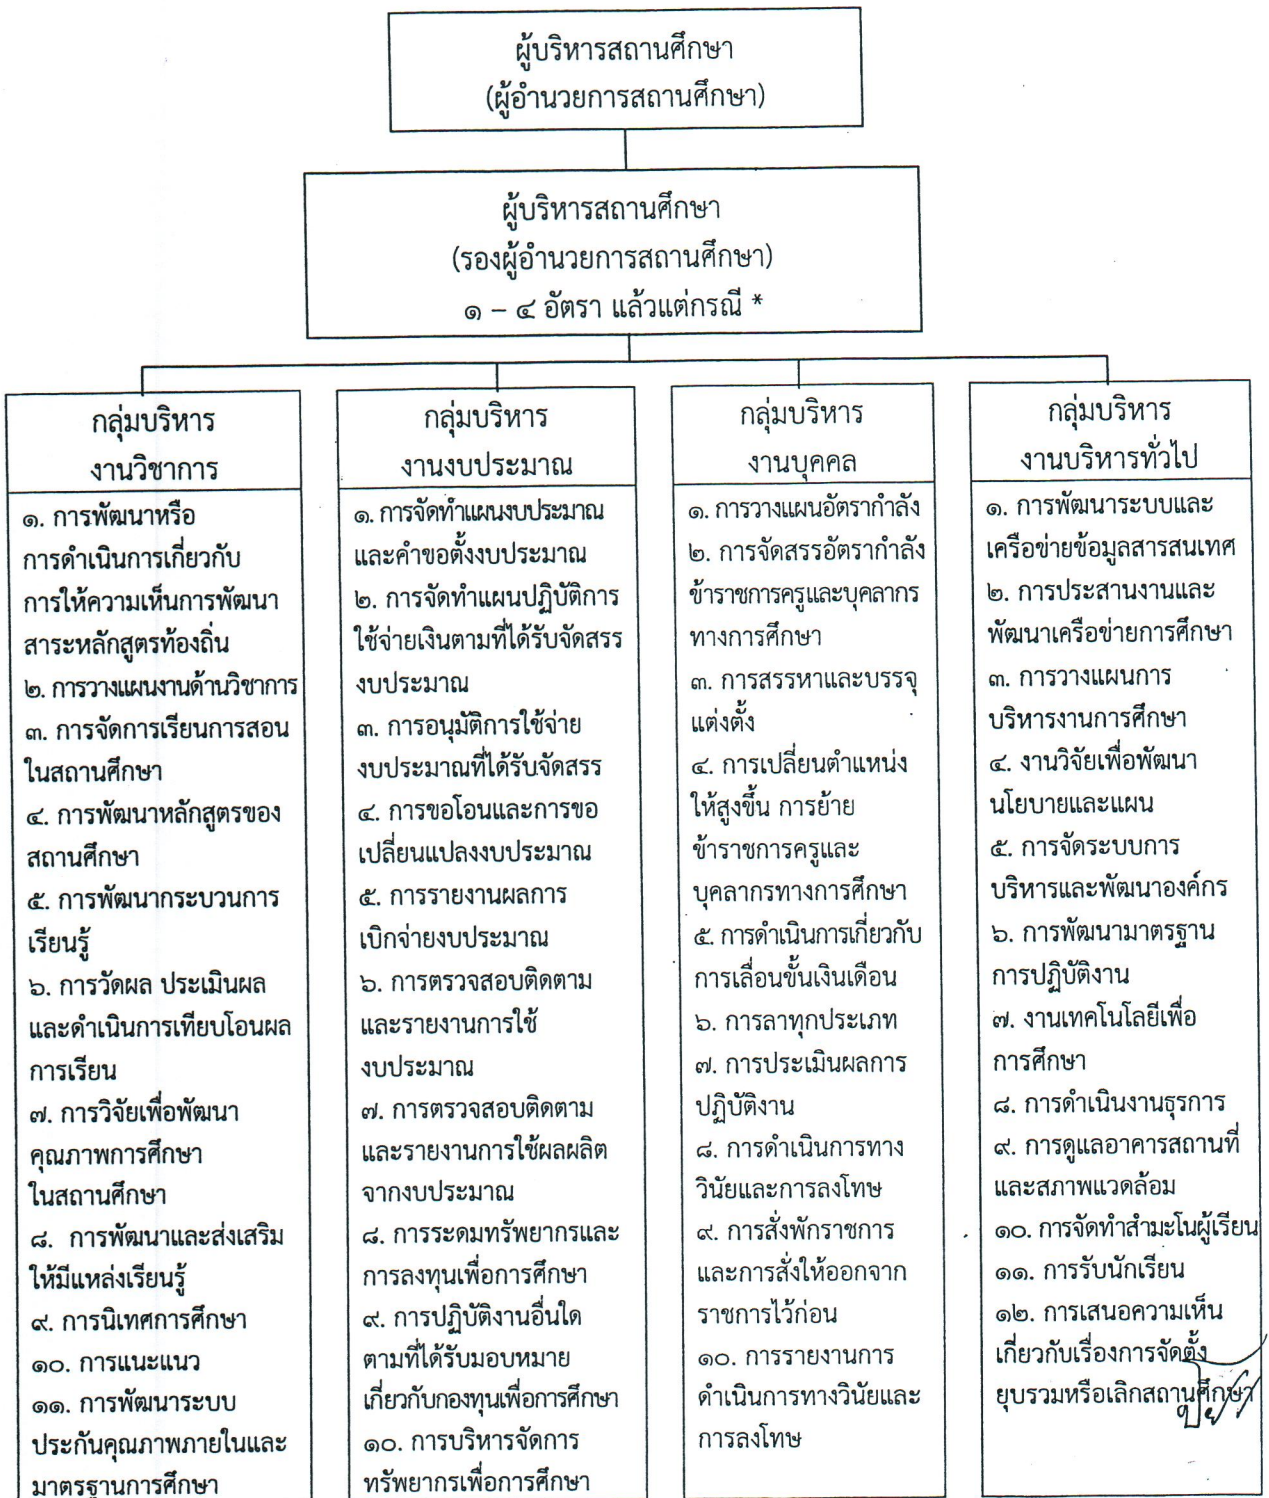 ผู้บริหารสถานศึกษา
(ผู้อำนวยการสถานศึกษา)
ผู้บริหารสถานศึกษา
(รองผู้อำนวยการสถานศึกษา)
๑ – ๔ อัตรา แล้วแต่กรณี *
กลุ่มบริหาร
งานวิชาการ
๑. การพัฒนาหรือ
การดำเนินการเกี่ยวกับ
การให้ความเห็นการพัฒนา
สาระหลักสูตรท้องถิ่น
๒. การวางแผนงานด้านวิชาการ
๓. การจัดการเรียนการสอน
ในสถานศึกษา
๔. การพัฒนาหลักสูตรของ
สถานศึกษา
๕. การพัฒนากระบวนการ
เรียนรู้
๖. การวัดผล ประเมินผล
และดำเนินการเทียบโอนผล
การเรียน
๗. การวิจัยเพื่อพัฒนา
คุณภาพการศึกษา
ในสถานศึกษา
๘. การพัฒนาและส่งเสริม
ให้มีแหล่งเรียนรู้
๙. การนิเทศการศึกษา
๑๐. การแนะแนว
๑๑. การพัฒนาระบบ
ประกันคุณภาพภายในและ
มาตรฐานการศึกษา
กลุ่มบริหาร
งานงบประมาณ
๑. การจัดทำแผนงบประมาณ
และคำขอตั้งงบประมาณ
๒. การจัดทำแผนปฏิบัติการ
ใช้จ่ายเงินตามที่ได้รับจัดสรร
งบประมาณ
๓. การอนุมัติการใช้จ่าย
งบประมาณที่ได้รับจัดสรร
๔. การขอโอนและการขอ
เปลี่ยนแปลงงบประมาณ
๕. การรายงานผลการ
เบิกจ่ายงบประมาณ
๖. การตรวจสอบติดตาม
และรายงานการใช้
งบประมาณ
๗. การตรวจสอบติดตาม
และรายงานการใช้ผลผลิต
จากงบประมาณ
๘. การระดมทรัพยากรและ
การลงทุนเพื่อการศึกษา
๙. การปฏิบัติงานอื่นใด
ตามที่ได้รับมอบหมาย
เกี่ยวกับกองทุนเพื่อการศึกษา
๑๐. การบริหารจัดการ
ทรัพยากรเพื่อการศึกษา
กลุ่มบริหาร
งานบุคคล
๑. การวางแผนอัตรากำลัง
๒. การจัดสรรอัตรากำลัง
ข้าราชการครูและบุคลากร
ทางการศึกษา
๓. การสรรหาและบรรจุ
แต่งตั้ง
๔. การเปลี่ยนตำแหน่ง
ให้สูงขึ้น การย้าย
ข้าราชการครูและ
บุคลากรทางการศึกษา
๕. การดำเนินการเกี่ยวกับ
การเลื่อนขั้นเงินเดือน
๖. การลาทุกประเภท
๗. การประเมินผลการ
ปฏิบัติงาน
๘. การดำเนินการทาง
วินัยและการลงโทษ
๙. การสั่งพักราชการ
และการสั่งให้ออกจาก
ราชการไว้ก่อน
๑๐. การรายงานการ
ดำเนินการทางวินัยและ
การลงโทษ
กลุ่มบริหาร
งานบริหารทั่วไป
๑. การพัฒนาระบบและ
เครือข่ายข้อมูลสารสนเทศ
๒. การประสานงานและ
พัฒนาเครือข่ายการศึกษา
๓. การวางแผนการ
บริหารงานการศึกษา
๔. งานวิจัยเพื่อพัฒนา
นโยบายและแผน
๕. การจัดระบบการ
บริหารและพัฒนาองค์กร
๖. การพัฒนามาตรฐาน
การปฏิบัติงาน
๗. งานเทคโนโลยีเพื่อ
การศึกษา
๘. การดำเนินงานธุรการ
๙. การดูแลอาคารสถานที่
และสภาพแวดล้อม
๑๐. การจัดทำสำมะโนผู้เรียน
๑๑. การรับนักเรียน
๑๒. การเสนอความเห็น
เกี่ยวกับเรื่องการจัดตั้ง
ยุบรวมหรือเลิกสถานศึกษา